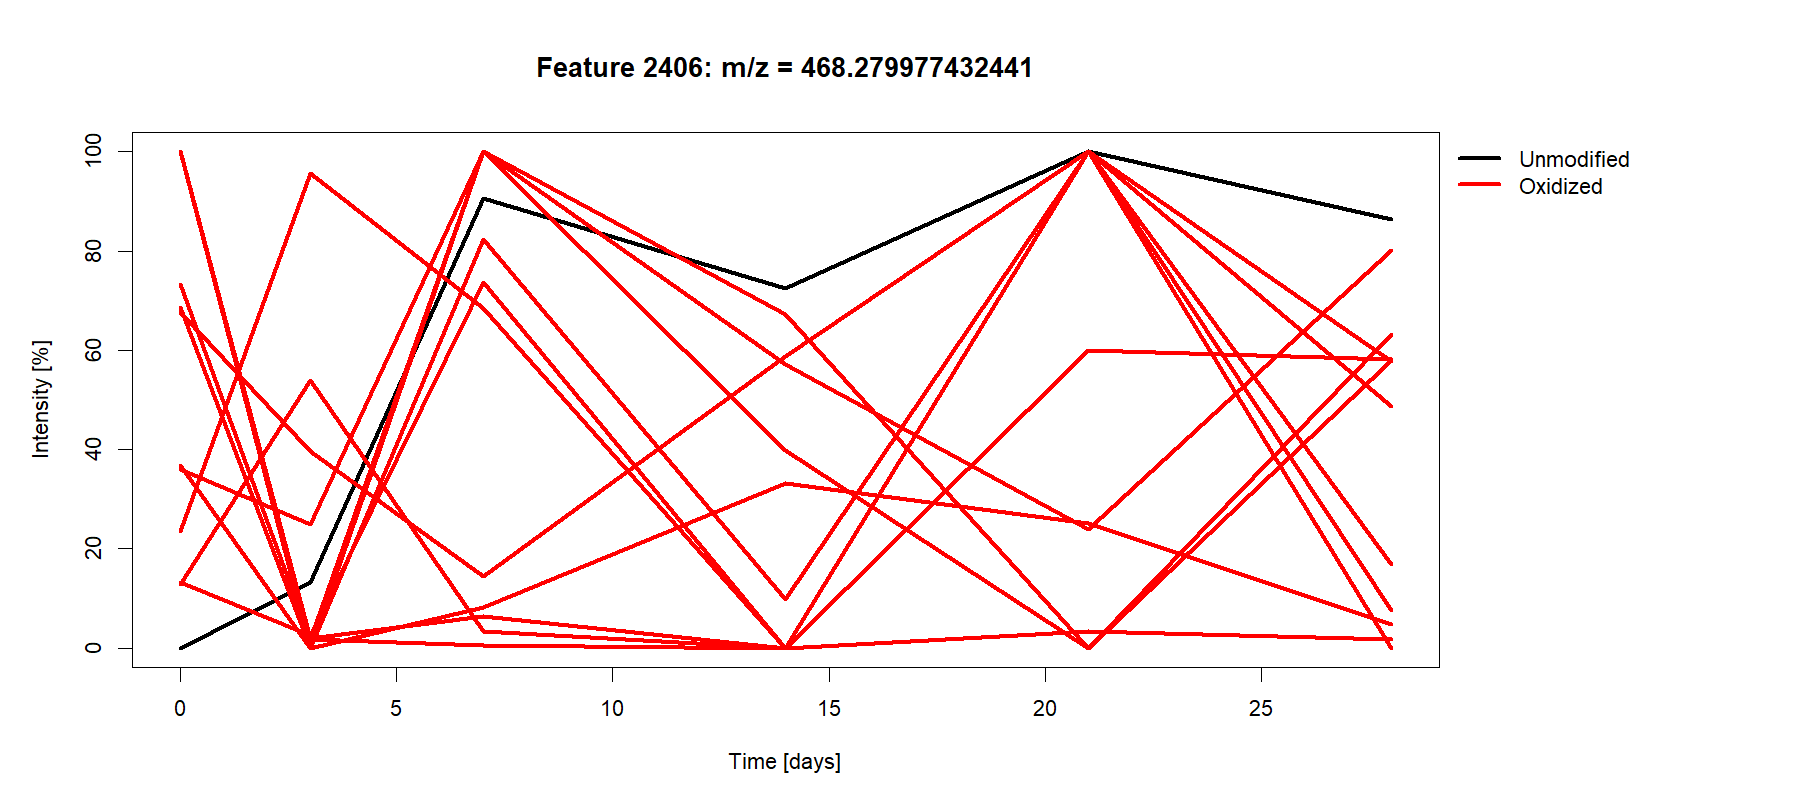 Feature 2406: m/z = 468.279977432441
Unmodified
Oxidized
Intensity [%]
100
80
60
40
20
0
0 5 10 15 20 25
Time [days]